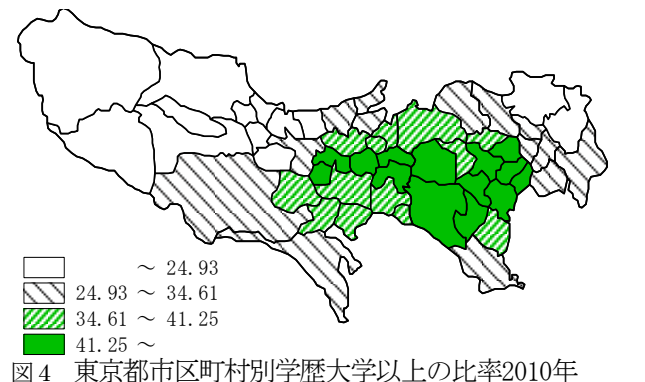 ～ 24.93
24.93 ～ 34.61
34.61 ～ 41.25
41.25 ～
図４　東京都市区町村別学歴大学以上の比率2010年